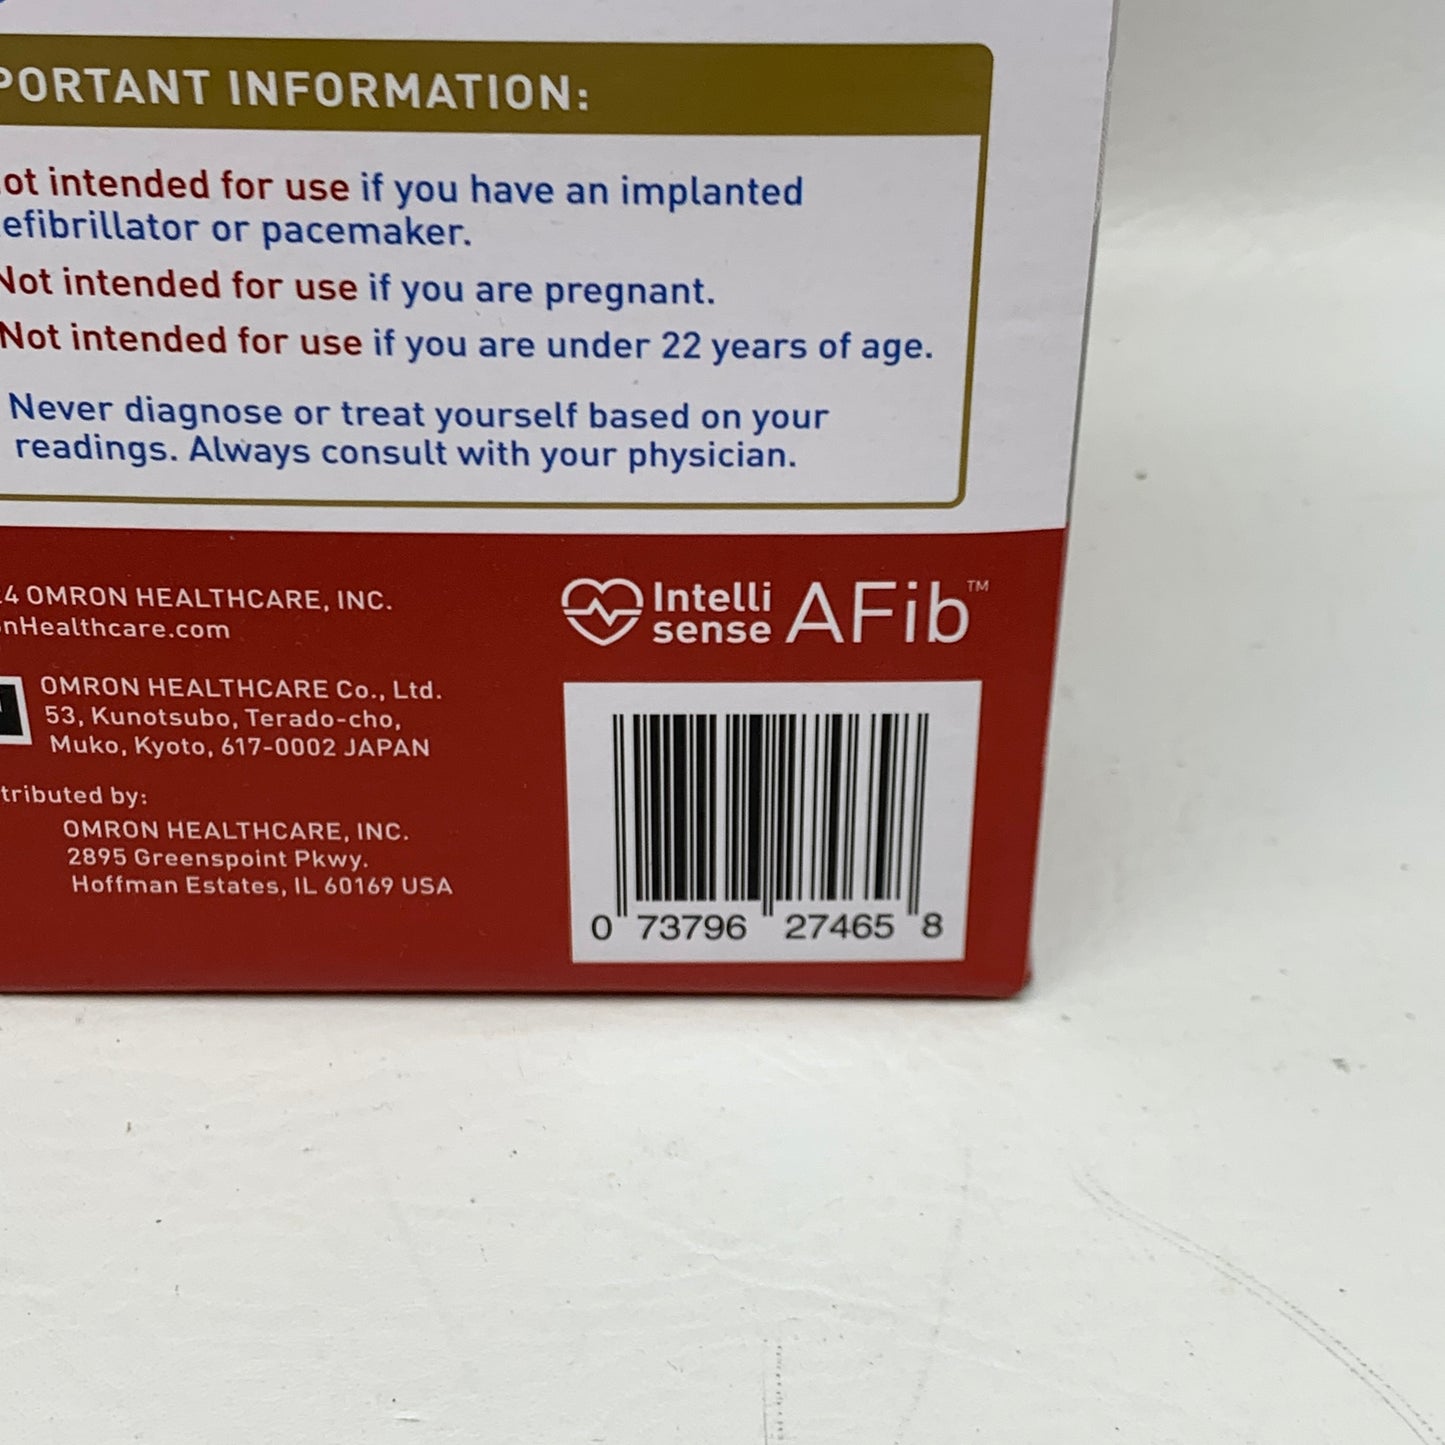 PORTANT INFORMATION:
ot intended for use if you have an implanted
efibrillator or pacemaker.
Not intended for use if you are pregnant.
Not intended for use if you are under 22 years of age.
Never diagnose or treat yourself based on your
readings. Always consult with your physician.
4 OMRON HEALTHCARE, INC.
nHealthcare.com
Intelli
sense AFib™
OMRON HEALTHCARE Co., Ltd.
53, Kunotsubo, Terado-cho,
Muko, Kyoto, 617-0002 JAPAN
tributed by:
OMRON HEALTHCARE, INC.
2895 Greenspoint Pkwy.
Hoffman Estates, IL 60169 USA
0 73796 27465 8